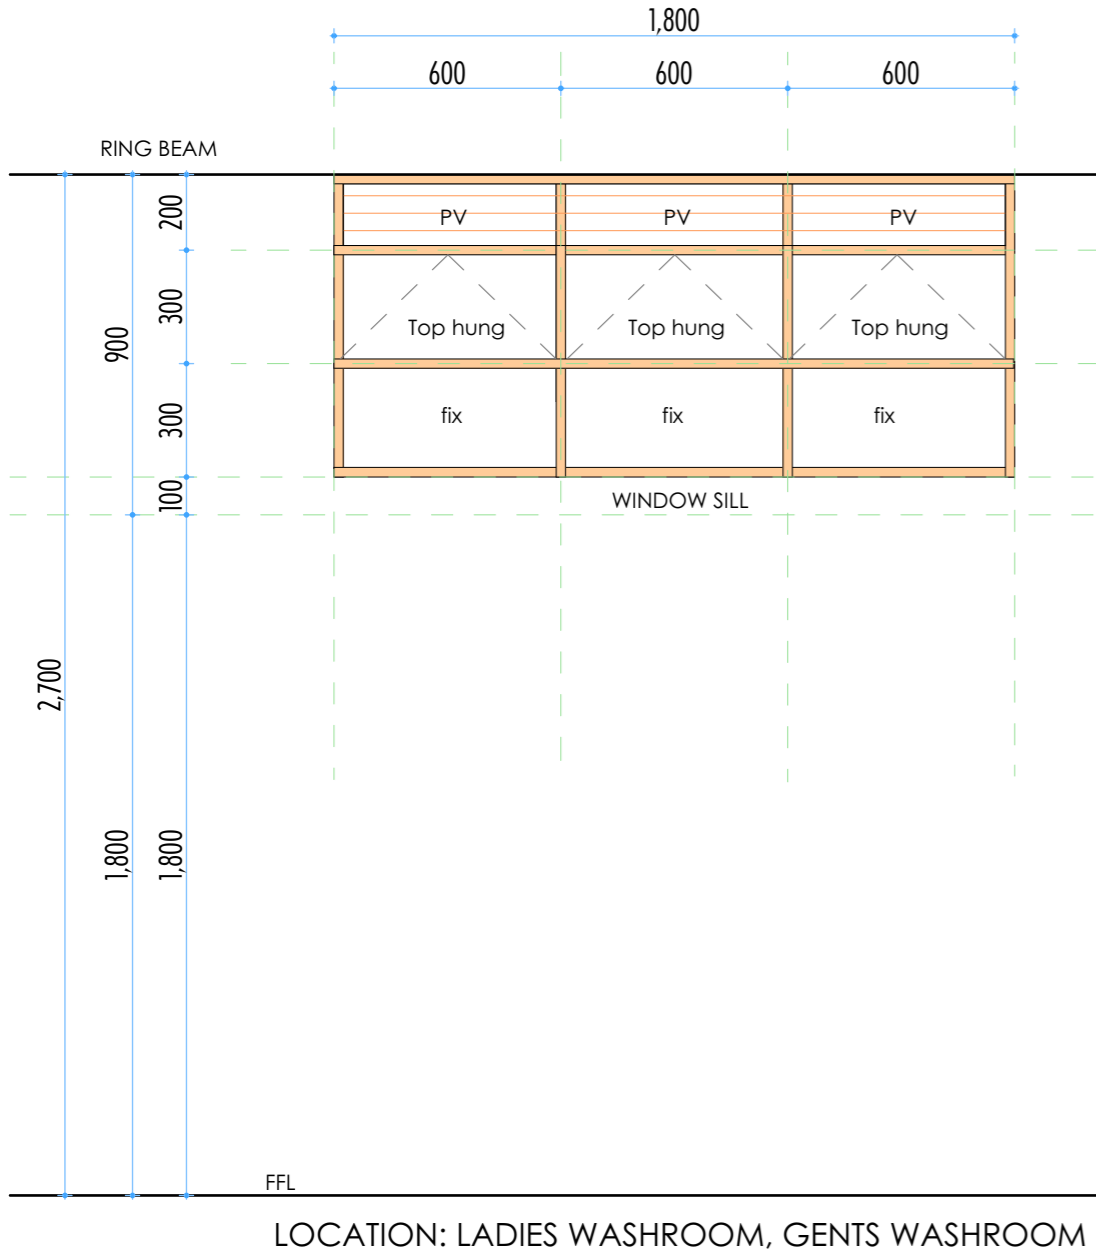 1,800
600 600 600
RING BEAM
200
PV PV PV
300
Top hung Top hung Top hung
900
300
fix fix fix
100
WINDOW SILL
2,700
1,800
1,800
FFL
LOCATION: LADIES WASHROOM, GENTS WASHROOM